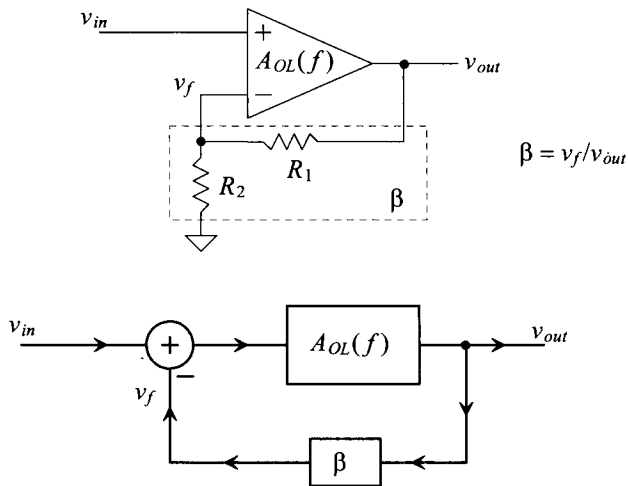 v_in
+
A_OL(f)
v_out
v_f
−
R_1
R_2
β
β = v_f/v_out
v_in
+
A_OL(f)
v_out
−
v_f
β